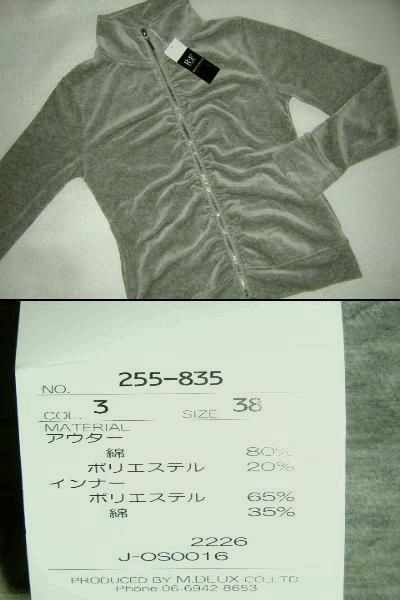 R&F
NO. 255-835
COL. 3 SIZE 38
MATERIAL
アウター
綿 80%
ポリエステル 20%
インナー
ポリエステル 65%
綿 35%
2226
J-OS0016
PRODUCED BY M.DEUX CO.,LTD.
Phone 06-6942-8653